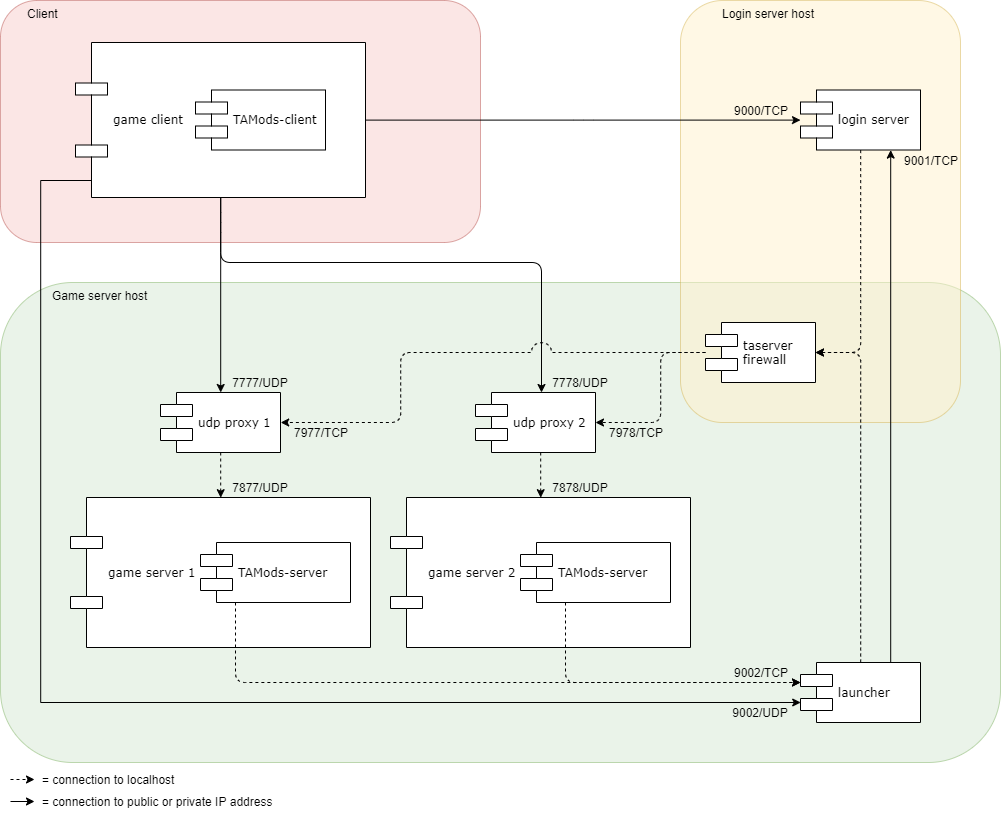 Client
Login server host
game client
TAMods-client
9000/TCP
login server
9001/TCP
Game server host
taserver
firewall
7777/UDP
7778/UDP
udp proxy 1
7977/TCP
udp proxy 2
7978/TCP
7877/UDP
7878/UDP
game server 1
TAMods-server
game server 2
TAMods-server
9002/TCP
launcher
9002/UDP
= connection to localhost
= connection to public or private IP address